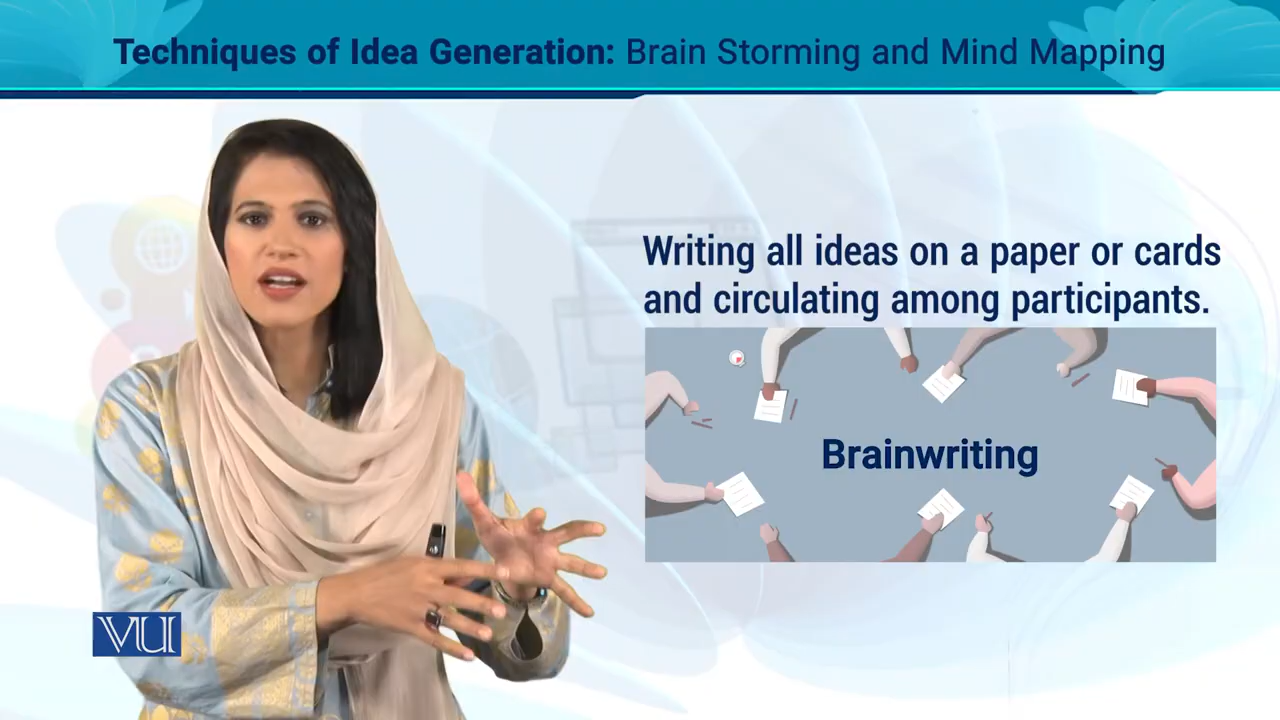 Techniques of Idea Generation: Brain Storming and Mind Mapping
Writing all ideas on a paper or cards
and circulating among participants.
Brainwriting
VU